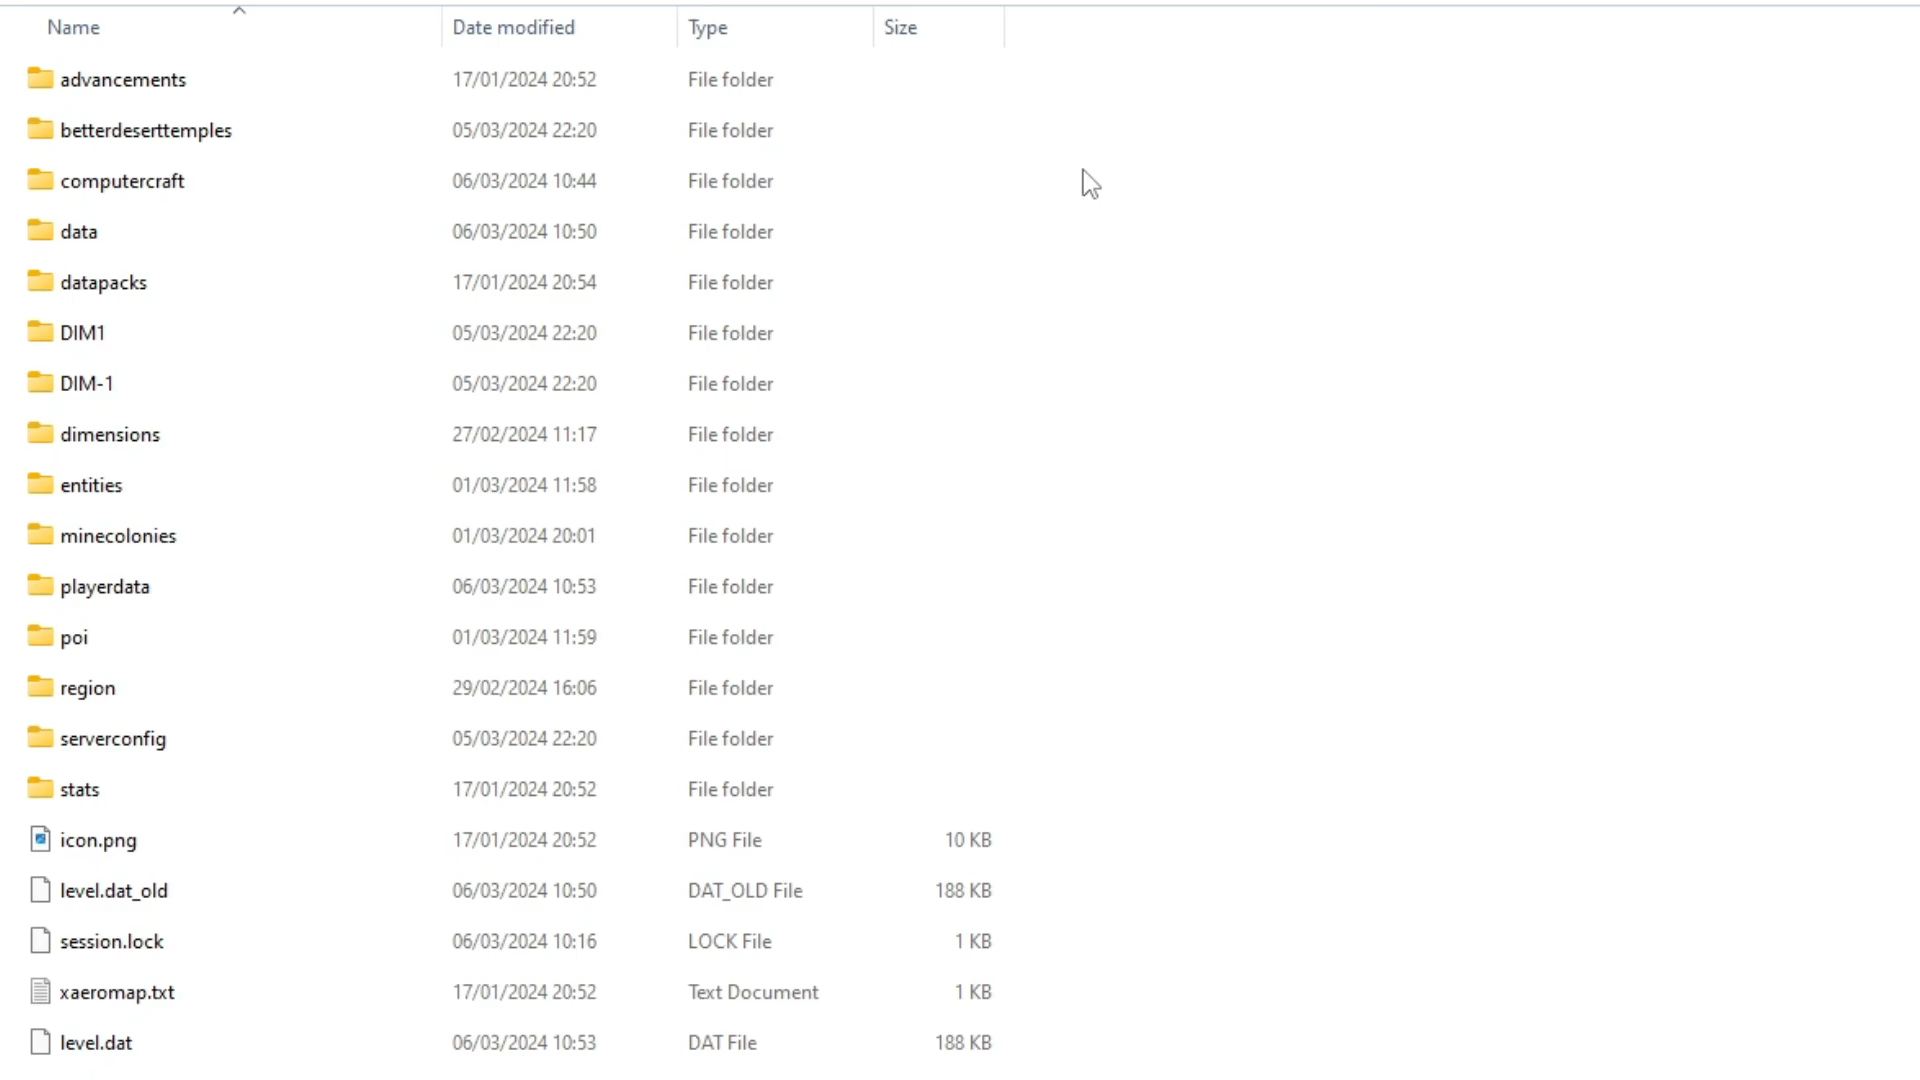 Name Date modified Type Size
advancements 17/01/2024 20:52 File folder
betterdeserttemples 05/03/2024 22:20 File folder
computercraft 06/03/2024 10:44 File folder
data 06/03/2024 10:50 File folder
datapacks 17/01/2024 20:54 File folder
DIM1 05/03/2024 22:20 File folder
DIM-1 05/03/2024 22:20 File folder
dimensions 27/02/2024 11:17 File folder
entities 01/03/2024 11:58 File folder
minecolonies 01/03/2024 20:01 File folder
playerdata 06/03/2024 10:53 File folder
poi 01/03/2024 11:59 File folder
region 29/02/2024 16:06 File folder
serverconfig 05/03/2024 22:20 File folder
stats 17/01/2024 20:52 File folder
icon.png 17/01/2024 20:52 PNG File 10 KB
level.dat_old 06/03/2024 10:50 DAT_OLD File 188 KB
session.lock 06/03/2024 10:16 LOCK File 1 KB
xaeromap.txt 17/01/2024 20:52 Text Document 1 KB
level.dat 06/03/2024 10:53 DAT File 188 KB